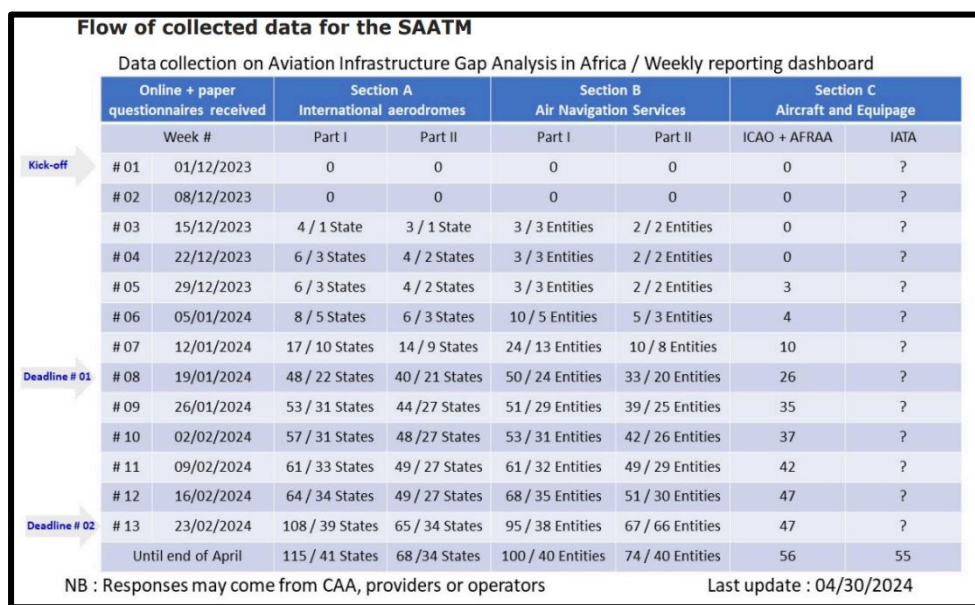 Flow of collected data for the SAATM
Data collection on Aviation Infrastructure Gap Analysis in Africa / Weekly reporting dashboard
Online + paper questionnaires received Section A International aerodromes Section B Air Navigation Services Section C Aircraft and Equipage
Week # Part I Part II Part I Part II ICAO + AFRAA IATA
Kick-off # 01 01/12/2023 0 0 0 0 0 ?
# 02 08/12/2023 0 0 0 0 0 ?
# 03 15/12/2023 4 / 1 State 3 / 1 State 3 / 3 Entities 2 / 2 Entities 0 ?
# 04 22/12/2023 6 / 3 States 4 / 2 States 3 / 3 Entities 2 / 2 Entities 0 ?
# 05 29/12/2023 6 / 3 States 4 / 2 States 3 / 3 Entities 2 / 2 Entities 3 ?
# 06 05/01/2024 8 / 5 States 6 / 3 States 10 / 5 Entities 5 / 3 Entities 4 ?
# 07 12/01/2024 17 / 10 States 14 / 9 States 24 / 13 Entities 10 / 8 Entities 10 ?
Deadline # 01 # 08 19/01/2024 48 / 22 States 40 / 21 States 50 / 24 Entities 33 / 20 Entities 26 ?
# 09 26/01/2024 53 / 31 States 44 /27 States 51 / 29 Entities 39 / 25 Entities 35 ?
# 10 02/02/2024 57 / 31 States 48 /27 States 53 / 31 Entities 42 / 26 Entities 37 ?
# 11 09/02/2024 61 / 33 States 49 / 27 States 61 / 32 Entities 49 / 29 Entities 42 ?
# 12 16/02/2024 64 / 34 States 49 / 27 States 68 / 35 Entities 51 / 30 Entities 47 ?
Deadline # 02 # 13 23/02/2024 108 / 39 States 65 / 34 States 95 / 38 Entities 67 / 66 Entities 47 ?
Until end of April 115 / 41 States 68 /34 States 100 / 40 Entities 74 / 40 Entities 56 55
NB : Responses may come from CAA, providers or operators Last update : 04/30/2024